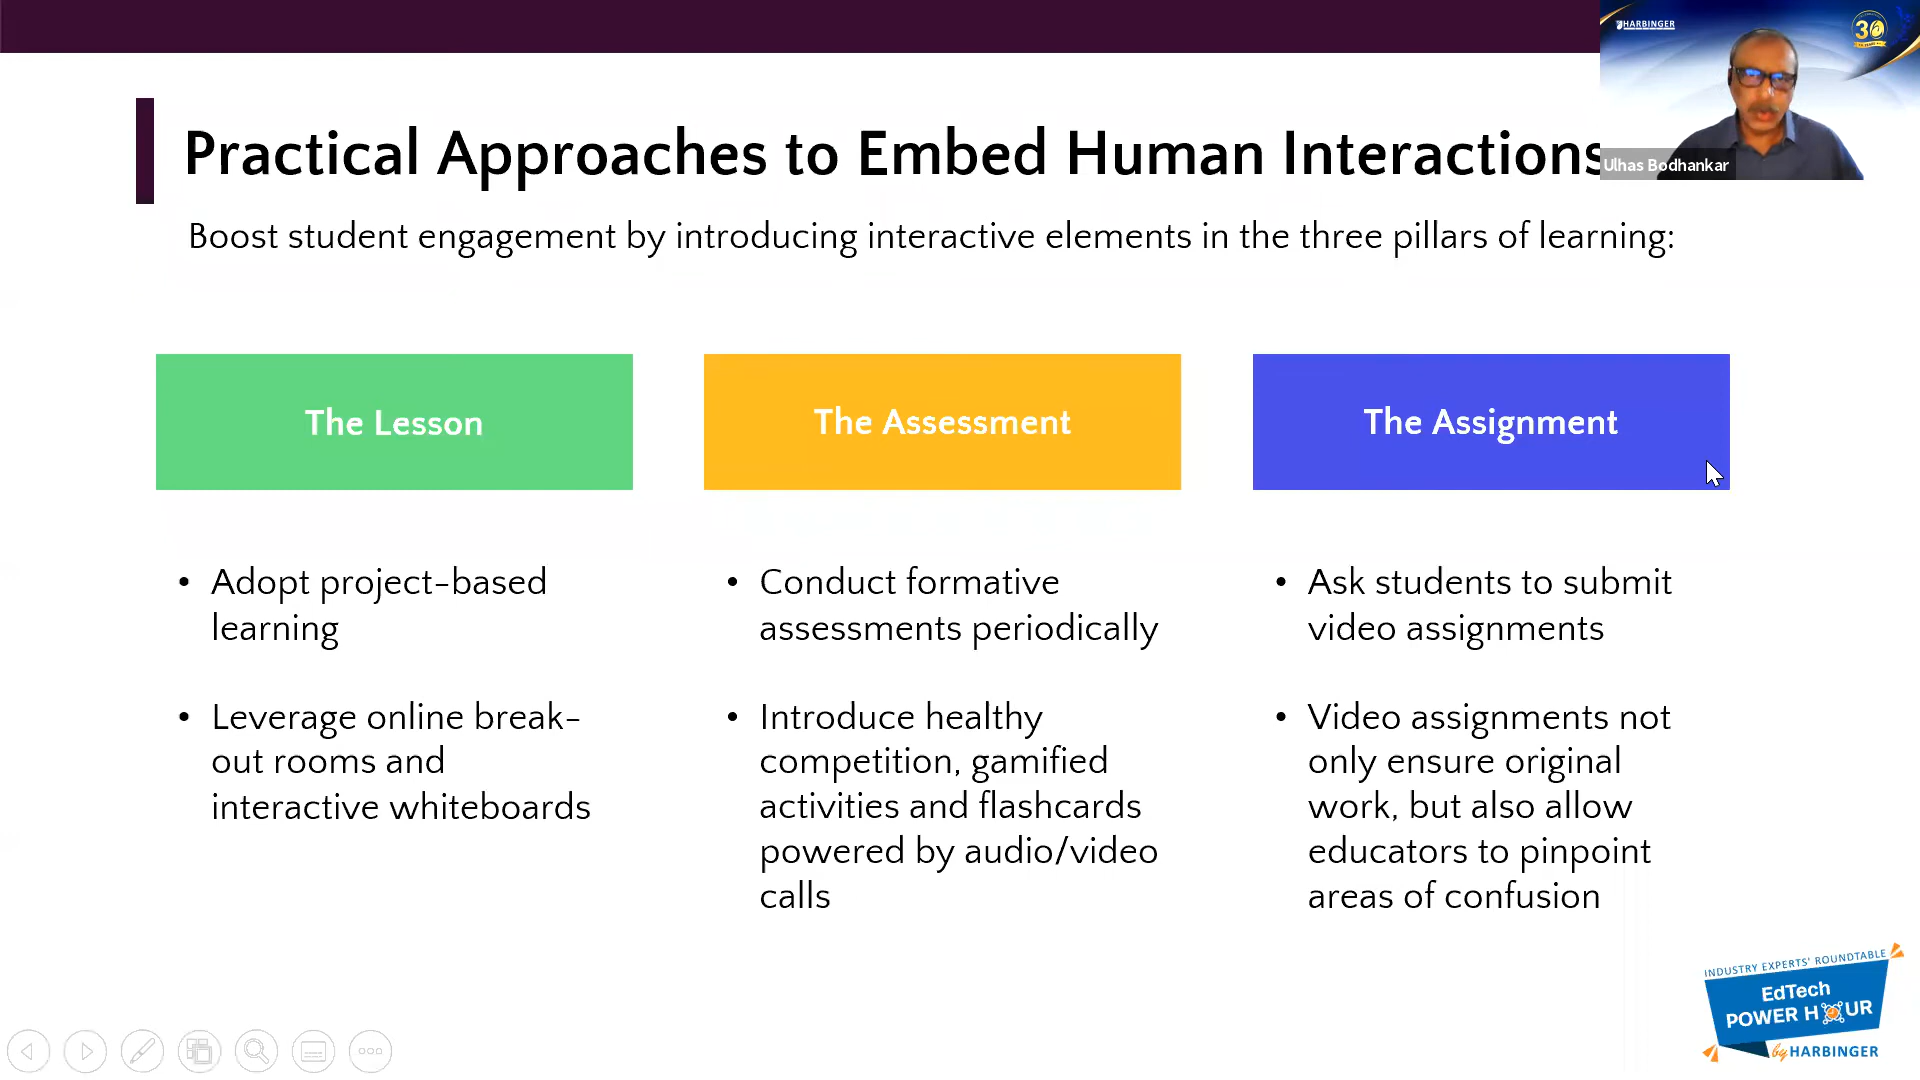 HARBINGER
30
Ulhas Bodhankar
Practical Approaches to Embed Human Interactions
Boost student engagement by introducing interactive elements in the three pillars of learning:
The Lesson
• Adopt project-based
learning
• Leverage online break-
out rooms and
interactive whiteboards
The Assessment
• Conduct formative
assessments periodically
• Introduce healthy
competition, gamified
activities and flashcards
powered by audio/video
calls
The Assignment
• Ask students to submit
video assignments
• Video assignments not
only ensure original
work, but also allow
educators to pinpoint
areas of confusion
INDUSTRY EXPERTS' ROUNDTABLE
EdTech
POWER HOUR
by HARBINGER